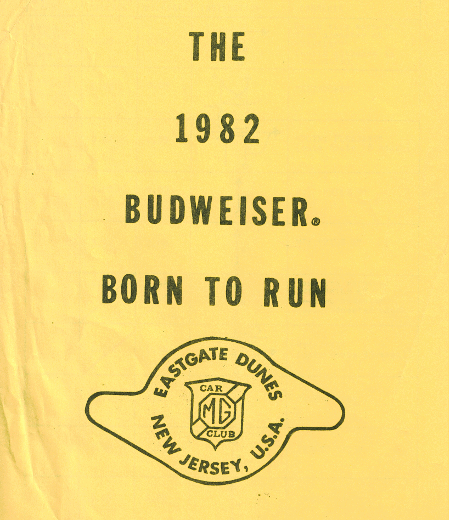 THE
1982
BUDWEISER®
BORN TO RUN
EASTGATE DUNES
CAR
MG
CLUB
NEW JERSEY, U.S.A.